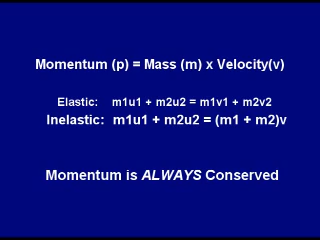 Momentum (p) = Mass (m) x Velocity(v)
Elastic: m1u1 + m2u2 = m1v1 + m2v2
Inelastic: m1u1 + m2u2 = (m1 + m2)v
Momentum is ALWAYS Conserved